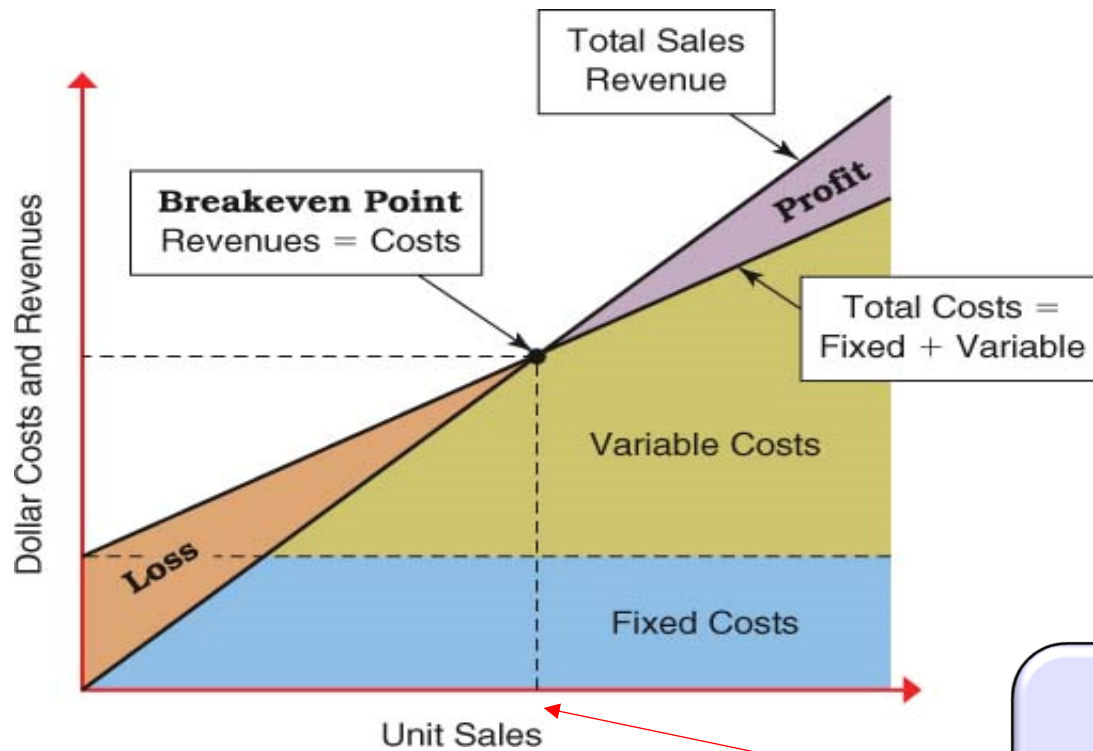 Total Sales
Revenue
Breakeven Point
Revenues = Costs
Profit
Total Costs =
Fixed + Variable
Dollar Costs and Revenues
Variable Costs
Loss
Fixed Costs
Unit Sales